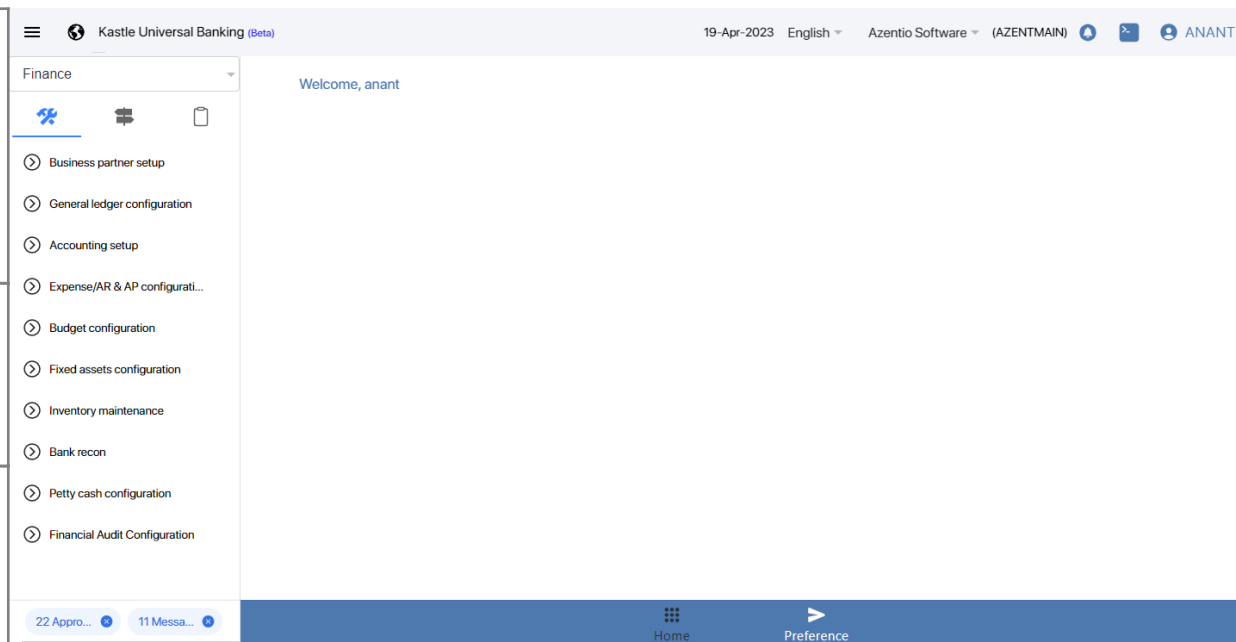 Kastle Universal Banking (Beta)
19-Apr-2023 English Azentio Software (AZENTMAIN) ANANT
Finance
Welcome, anant
Business partner setup
General ledger configuration
Accounting setup
Expense/AR & AP configurati...
Budget configuration
Fixed assets configuration
Inventory maintenance
Bank recon
Petty cash configuration
Financial Audit Configuration
22 Appro... 11 Messa...
Home Preference